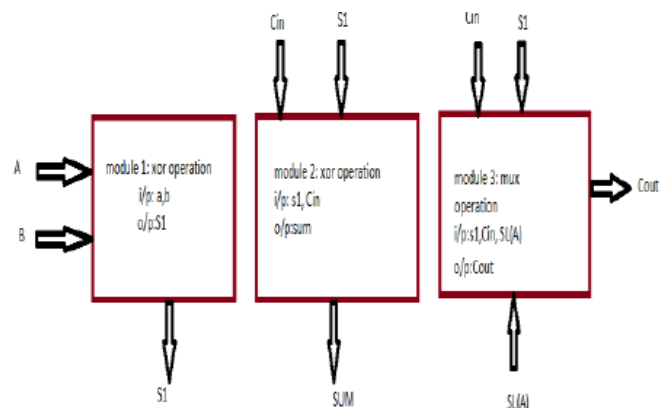 Cin
S1
Cin
S1
A
B
module 1: xor operation
i/p: a,b
o/p:S1
module 2: xor operation
i/p: s1, Cin
o/p:sum
module 3: mux
operation
i/p:s1,Cin, SL(A)
o/p:Cout
Cout
S1
SUM
SL(A)